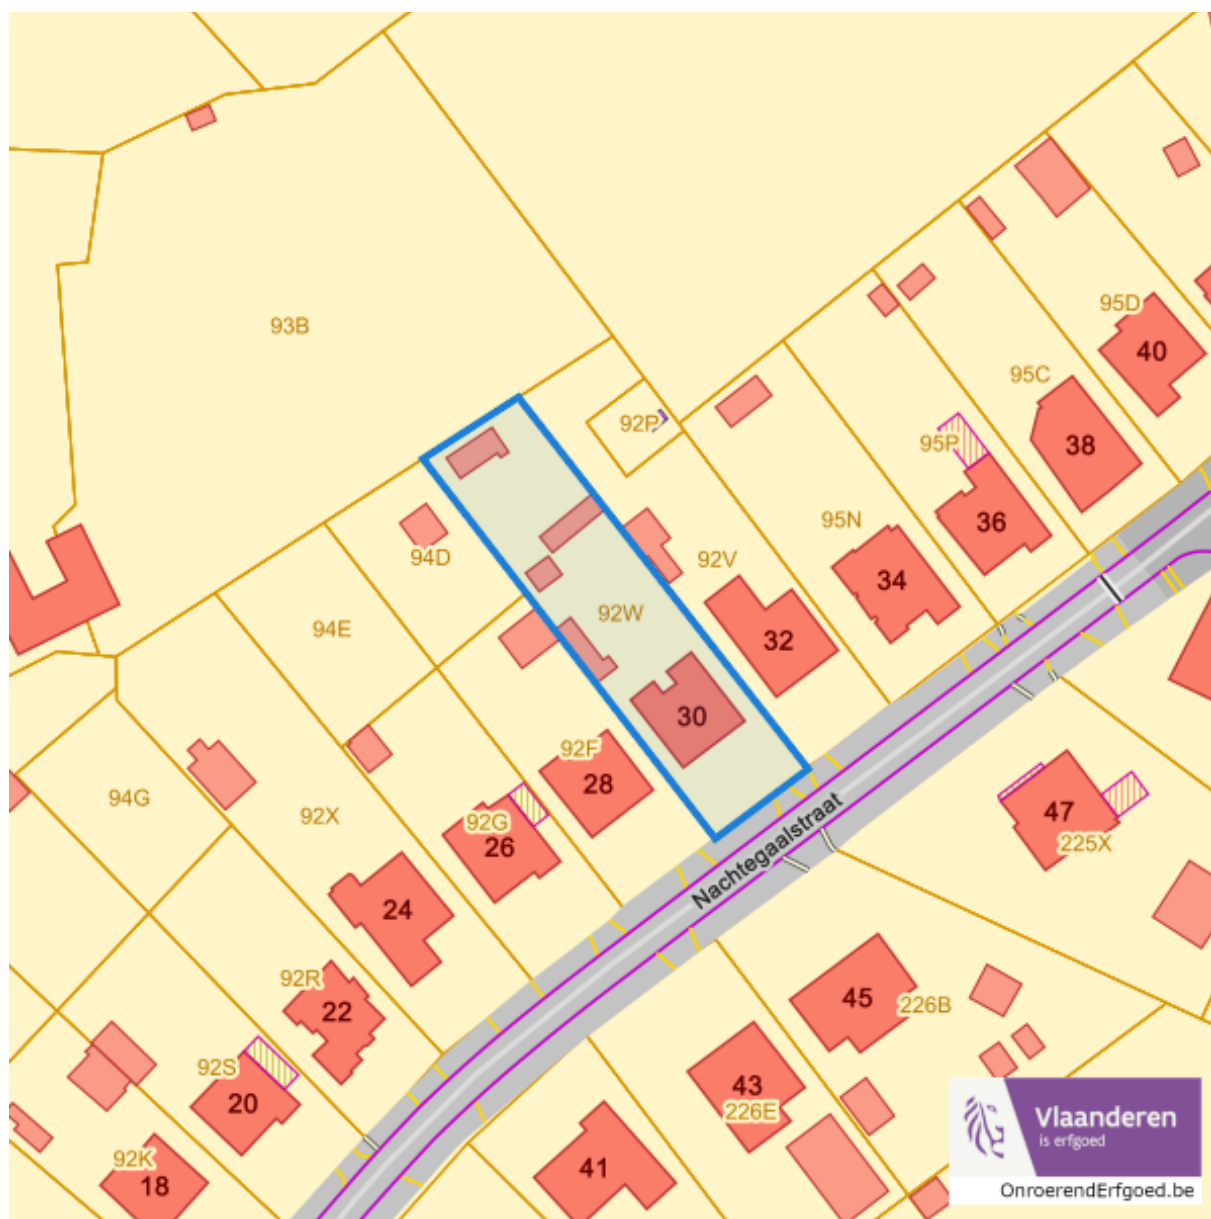 93B
95D
40
95C
38
92P
95P
36
95N
34
94D
92V
92W
94E
32
30
92F
28
94G
92X
92G
26
47
225X
Nachtegaalstraat
24
92R
22
45
226B
92S
20
43
226E
92K
18
41
Vlaanderen
is erfgoed
OnroerendErfgoed.be